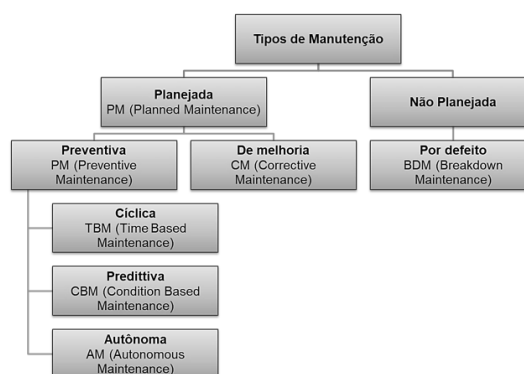 Tipos de Manutenção
Planejada
PM (Planned Maintenance)
Não Planejada
Preventiva
PM (Preventive
Maintenance)
De melhoria
CM (Corrective
Maintenance)
Por defeito
BDM (Breakdown
Maintenance)
Cíclica
TBM (Time Based
Maintenance)
Predittiva
CBM (Condition Based
Maintenance)
Autônoma
AM (Autonomous
Maintenance)